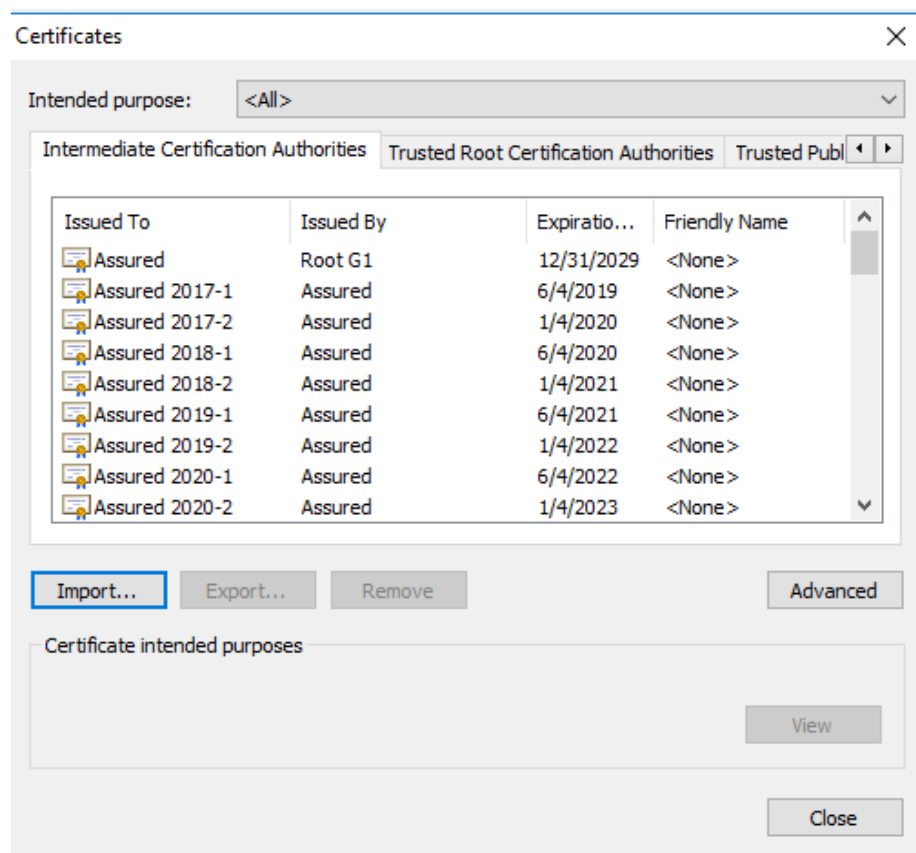 Certificates
Intended purpose: <All>
Intermediate Certification Authorities Trusted Root Certification Authorities Trusted Publ
Issued To Issued By Expiratio... Friendly Name
Assured Root G1 12/31/2029 <None>
Assured 2017-1 Assured 6/4/2019 <None>
Assured 2017-2 Assured 1/4/2020 <None>
Assured 2018-1 Assured 6/4/2020 <None>
Assured 2018-2 Assured 1/4/2021 <None>
Assured 2019-1 Assured 6/4/2021 <None>
Assured 2019-2 Assured 1/4/2022 <None>
Assured 2020-1 Assured 6/4/2022 <None>
Assured 2020-2 Assured 1/4/2023 <None>
Import... Export... Remove Advanced
Certificate intended purposes
View
Close